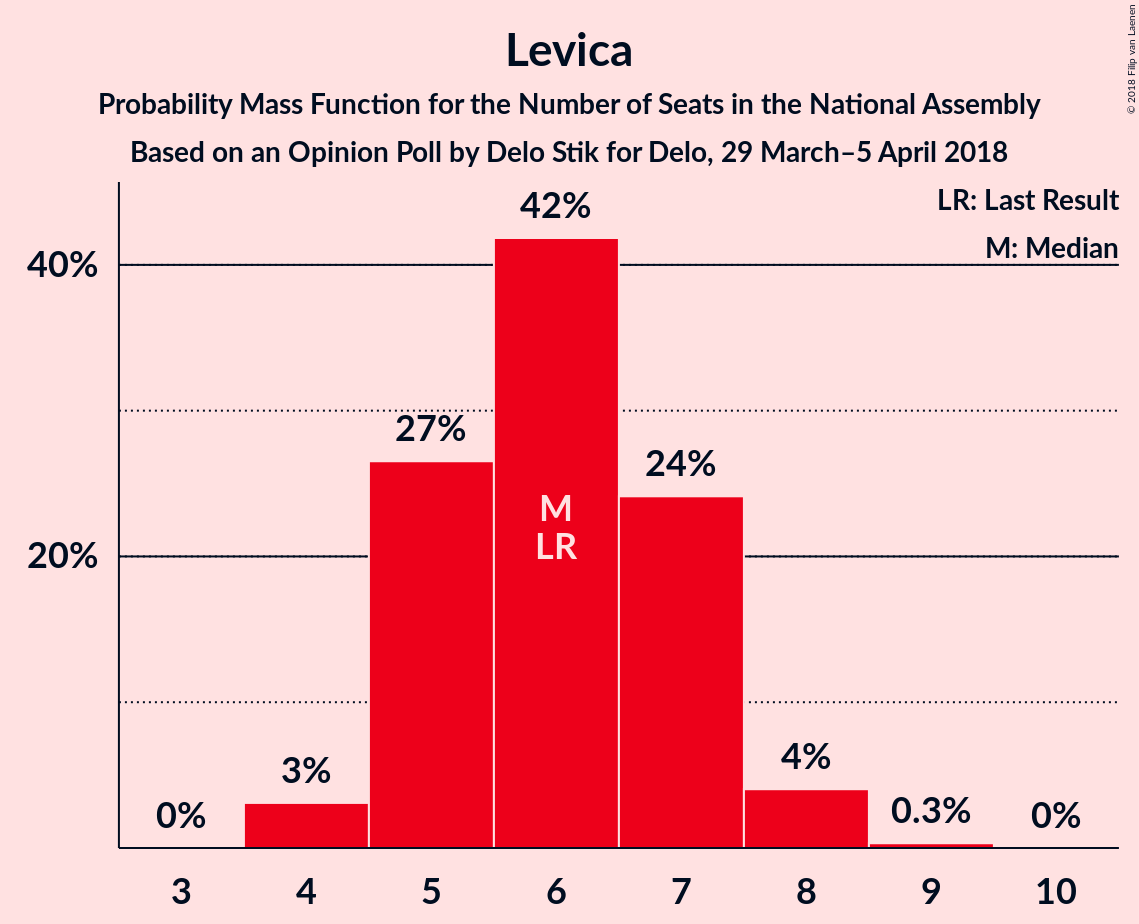 Levica
Probability Mass Function for the Number of Seats in the National Assembly
Based on an Opinion Poll by Delo Stik for Delo, 29 March–5 April 2018
© 2018 Filip van Laenen
LR: Last Result
M: Median
40%
20%
0%
3%
27%
42%
24%
4%
0.3%
0%
M
LR
3 4 5 6 7 8 9 10